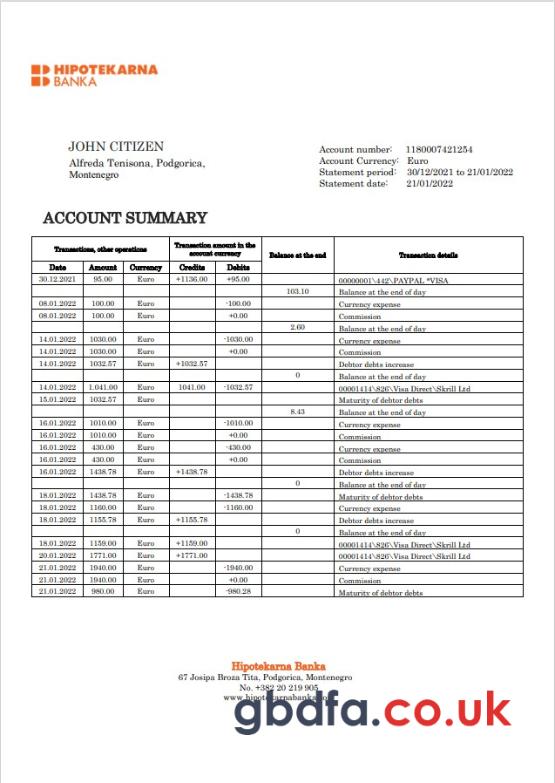 HIPOTEKARNA
BANKA
JOHN CITIZEN
Alfreda Tenisona, Podgorica,
Montenegro
Account number: 1180007421254
Account Currency: Euro
Statement period: 30/12/2021 to 21/01/2022
Statement date: 21/01/2022
ACCOUNT SUMMARY
Transactions, other operations Transaction amount in the account currency Balance at the end Transaction details
Date Amount Currency Credits Debits
30.12.2021 95.00 Euro +1136.00 +95.00 00000001\442\PAYPAL *VISA
103.10 Balance at the end of day
08.01.2022 100.00 Euro -100.00 Currency expense
08.01.2022 100.00 Euro +0.00 Commission
2.60 Balance at the end of day
14.01.2022 1030.00 Euro -1030.00 Currency expense
14.01.2022 1030.00 Euro +0.00 Commission
14.01.2022 1032.57 Euro +1032.57 Debtor debts increase
0 Balance at the end of day
14.01.2022 1.041.00 Euro 1041.00 -1032.57 00001414\826\Visa Direct\Skrill Ltd
15.01.2022 1032.57 Euro Maturity of debtor debts
8.43 Balance at the end of day
16.01.2022 1010.00 Euro -1010.00 Currency expense
16.01.2022 1010.00 Euro +0.00 Commission
16.01.2022 430.00 Euro -430.00 Currency expense
16.01.2022 430.00 Euro +0.00 Commission
16.01.2022 1438.78 Euro +1438.78 Debtor debts increase
0 Balance at the end of day
18.01.2022 1438.78 Euro -1438.78 Maturity of debtor debts
18.01.2022 1160.00 Euro -1160.00 Currency expense
18.01.2022 1155.78 Euro +1155.78 Debtor debts increase
0 Balance at the end of day
18.01.2022 1159.00 Euro +1159.00 00001414\826\Visa Direct\Skrill Ltd
20.01.2022 1771.00 Euro +1771.00 00001414\826\Visa Direct\Skrill Ltd
21.01.2022 1940.00 Euro -1940.00 Currency expense
21.01.2022 1940.00 Euro +0.00 Commission
21.01.2022 980.00 Euro -980.28 Maturity of debtor debts
Hipotekarna Banka
67 Josipa Broza Tita, Podgorica, Montenegro
No. +382 20 219 905
gbdfa.co.uk